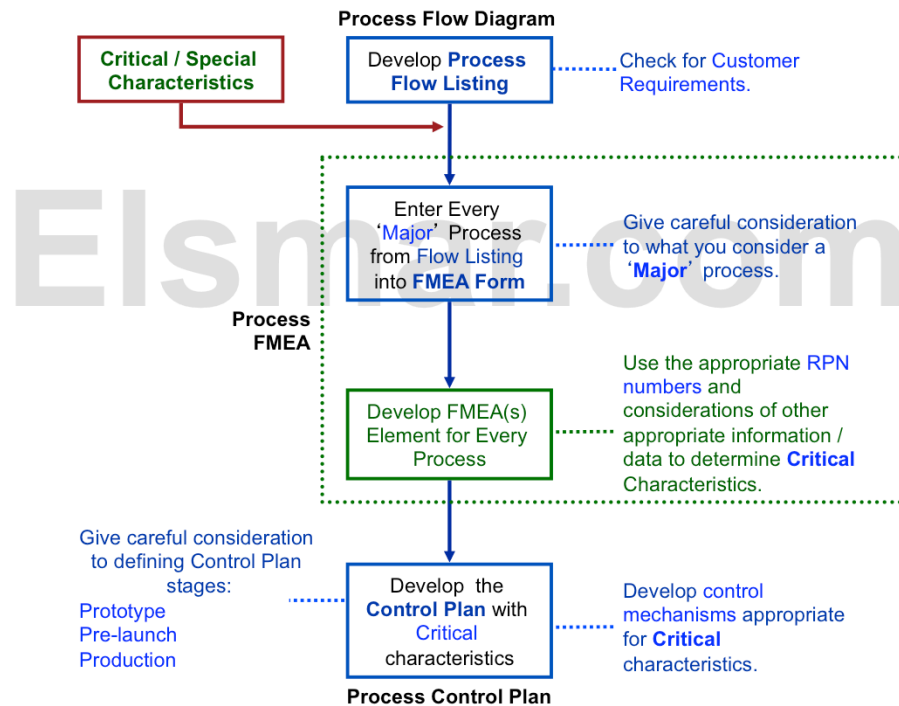 Process Flow Diagram
Critical / Special
Characteristics
Develop Process
Flow Listing
Check for Customer
Requirements.
Elsmar.com
Enter Every
‘Major’ Process
from Flow Listing
into FMEA Form
Give careful consideration
to what you consider a
‘Major’ process.
Process
FMEA
Develop FMEA(s)
Element for Every
Process
Use the appropriate RPN
numbers and
considerations of other
appropriate information /
data to determine Critical
Characteristics.
Give careful consideration
to defining Control Plan
stages:
Prototype
Pre-launch
Production
Develop the
Control Plan with
Critical
characteristics
Develop control
mechanisms appropriate
for Critical
characteristics.
Process Control Plan